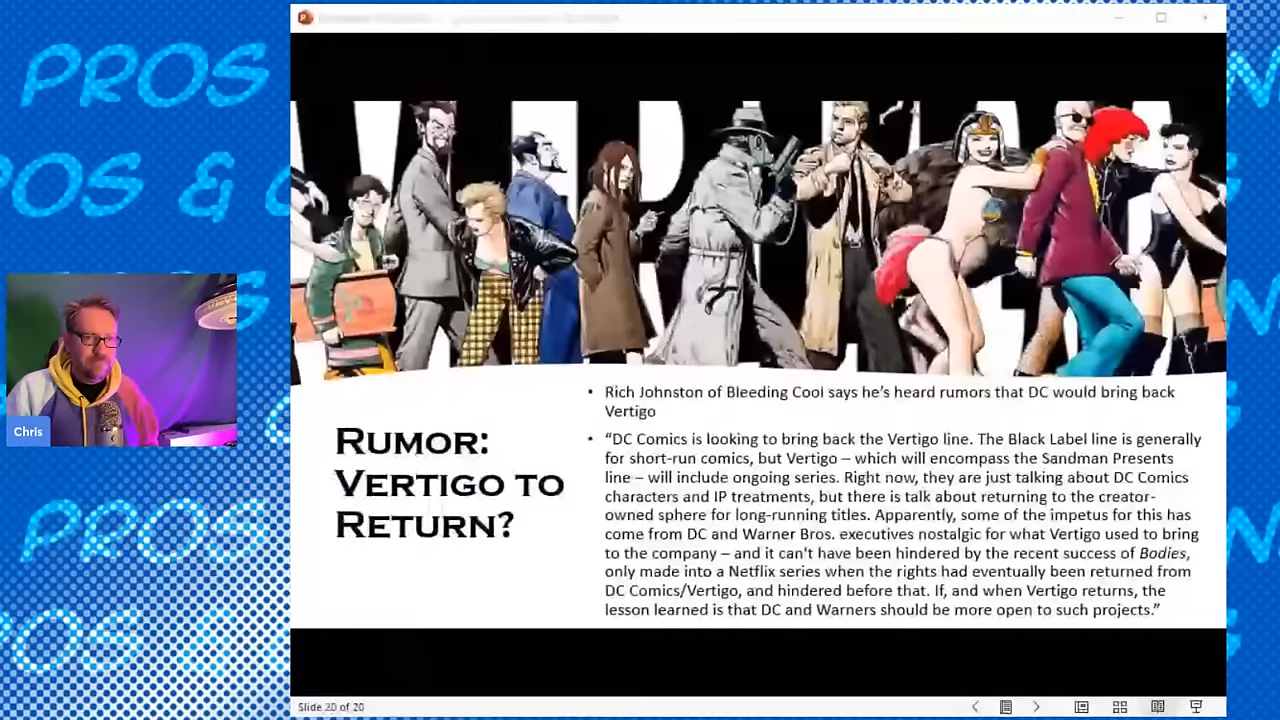 PROS
POS & C
Chris
PROS
POS
VERTIGO
Rumor:
Vertigo to
Return?
• Rich Johnston of Bleeding Cool says he’s heard rumors that DC would bring back
Vertigo
• “DC Comics is looking to bring back the Vertigo line. The Black Label line is generally
for short-run comics, but Vertigo – which will encompass the Sandman Presents
line – will include ongoing series. Right now, they are just talking about DC Comics
characters and IP treatments, but there is talk about returning to the creator-
owned sphere for long-running titles. Apparently, some of the impetus for this has
come from DC and Warner Bros. executives nostalgic for what Vertigo used to bring
to the company – and it can't have been hindered by the recent success of Bodies,
only made into a Netflix series when the rights had eventually been returned from
DC Comics/Vertigo, and hindered before that. If, and when Vertigo returns, the
lesson learned is that DC and Warners should be more open to such projects.”
Slide 20 of 20